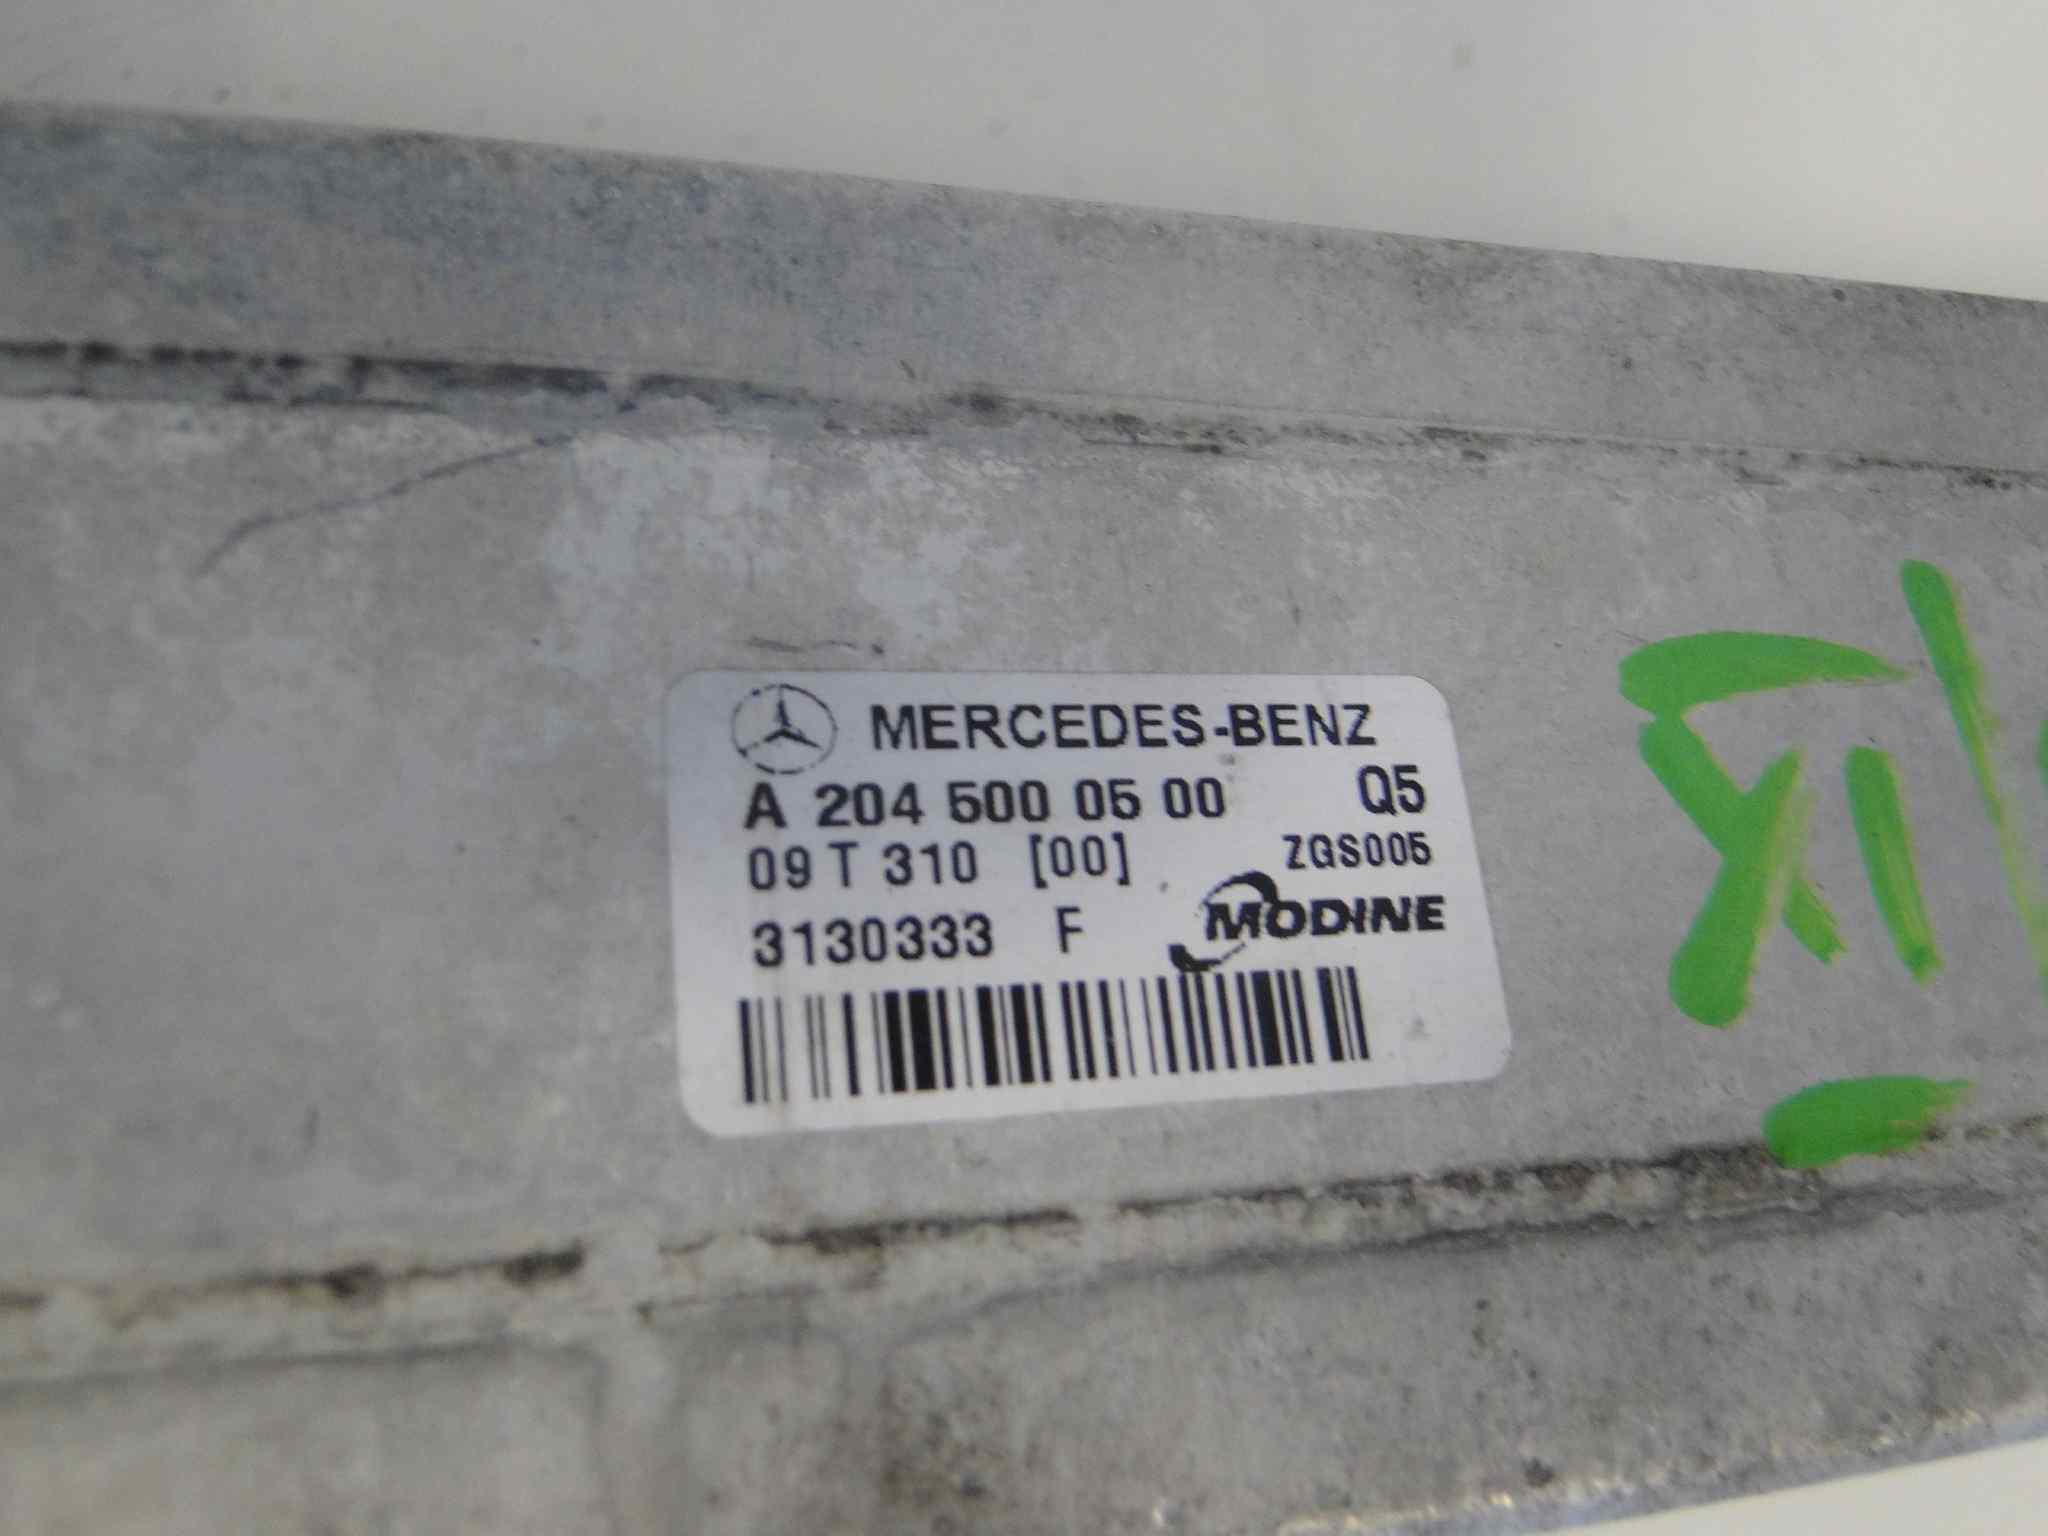 MERCEDES-BENZ
A 204 500 05 00 Q5
09 T 310 [00] ZGS005
3130333 F MODINE